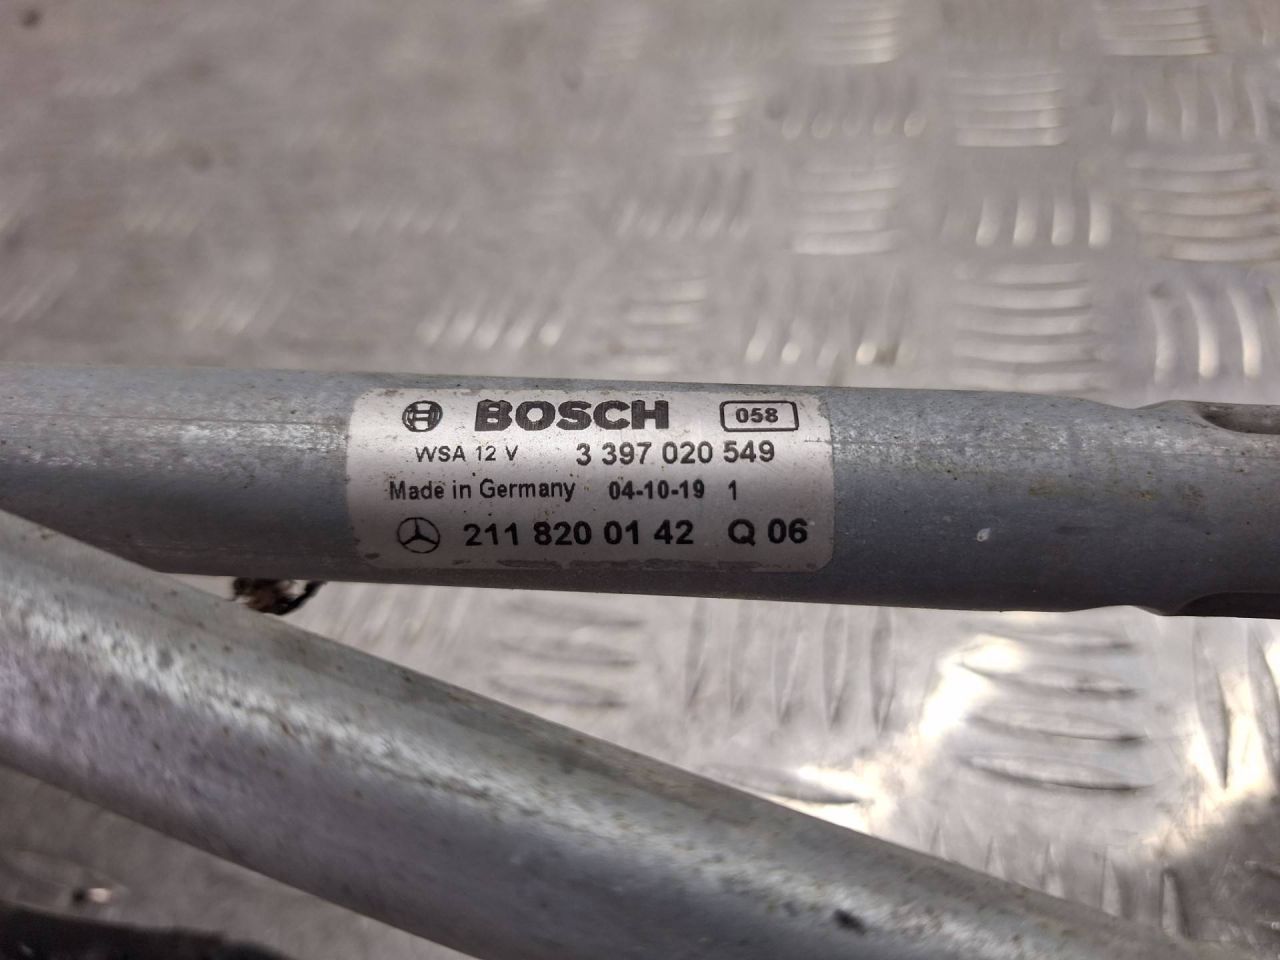 BOSCH 058
WSA 12 V 3 397 020 549
Made in Germany 04-10-19 1
211 820 01 42 Q 06